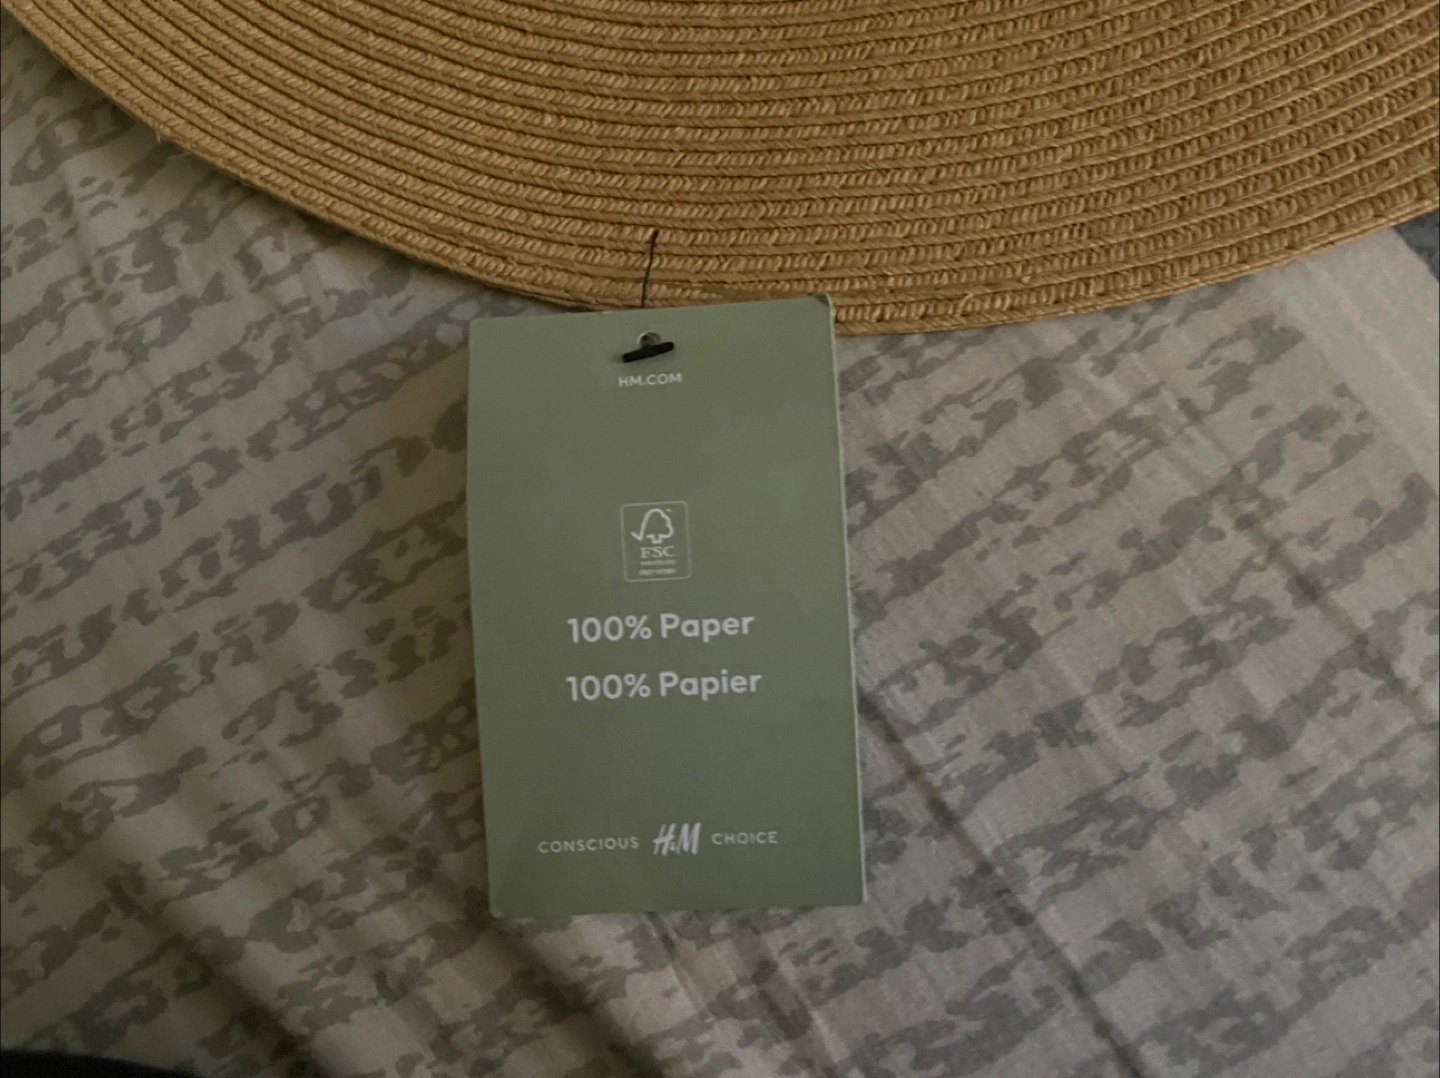 HM.COM
FSC
100% Paper
100% Papier
CONSCIOUS H&M CHOICE